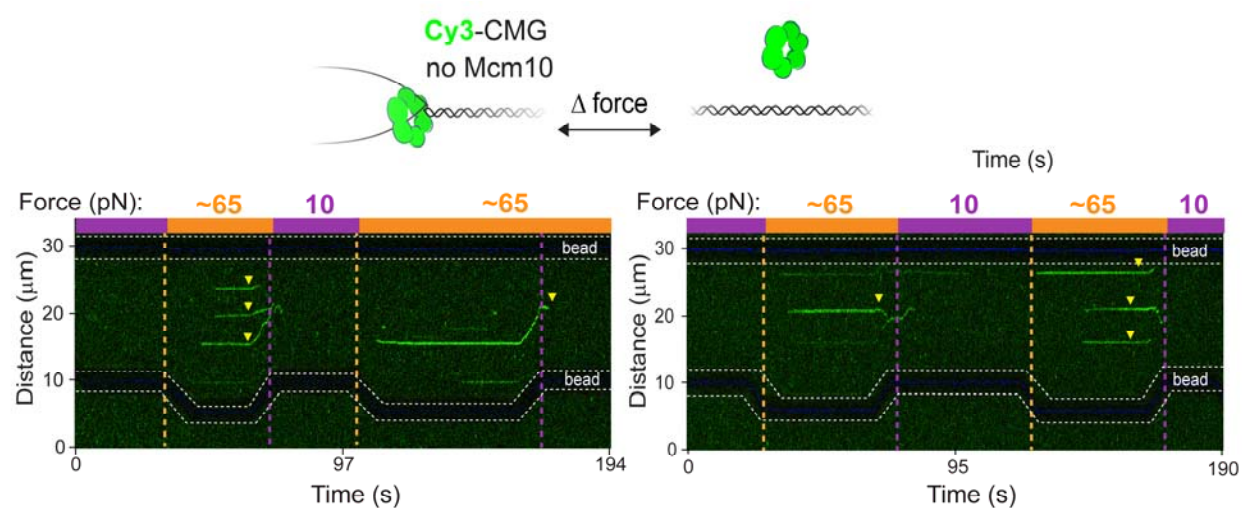 Cy3-CMG
no Mcm10
Δ force
Time (s)
Force (pN): ~65 10 ~65
bead
bead
30
20
10
0
Distance (μm)
0 97 194
Time (s)
Force (pN): ~65 10 ~65 10
bead
bead
30
20
10
0
Distance (μm)
0 95 190
Time (s)